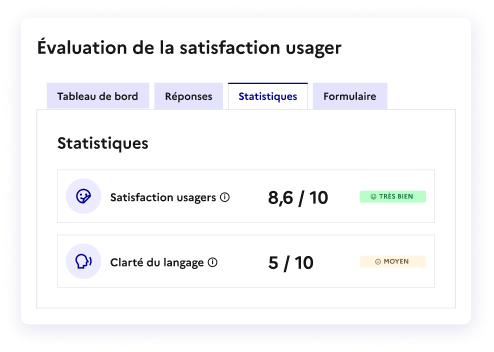 Évaluation de la satisfaction usager
Tableau de bord Réponses Statistiques Formulaire
Statistiques
Satisfaction usagers 8,6 / 10 TRÈS BIEN
Clarté du langage 5 / 10 MOYEN